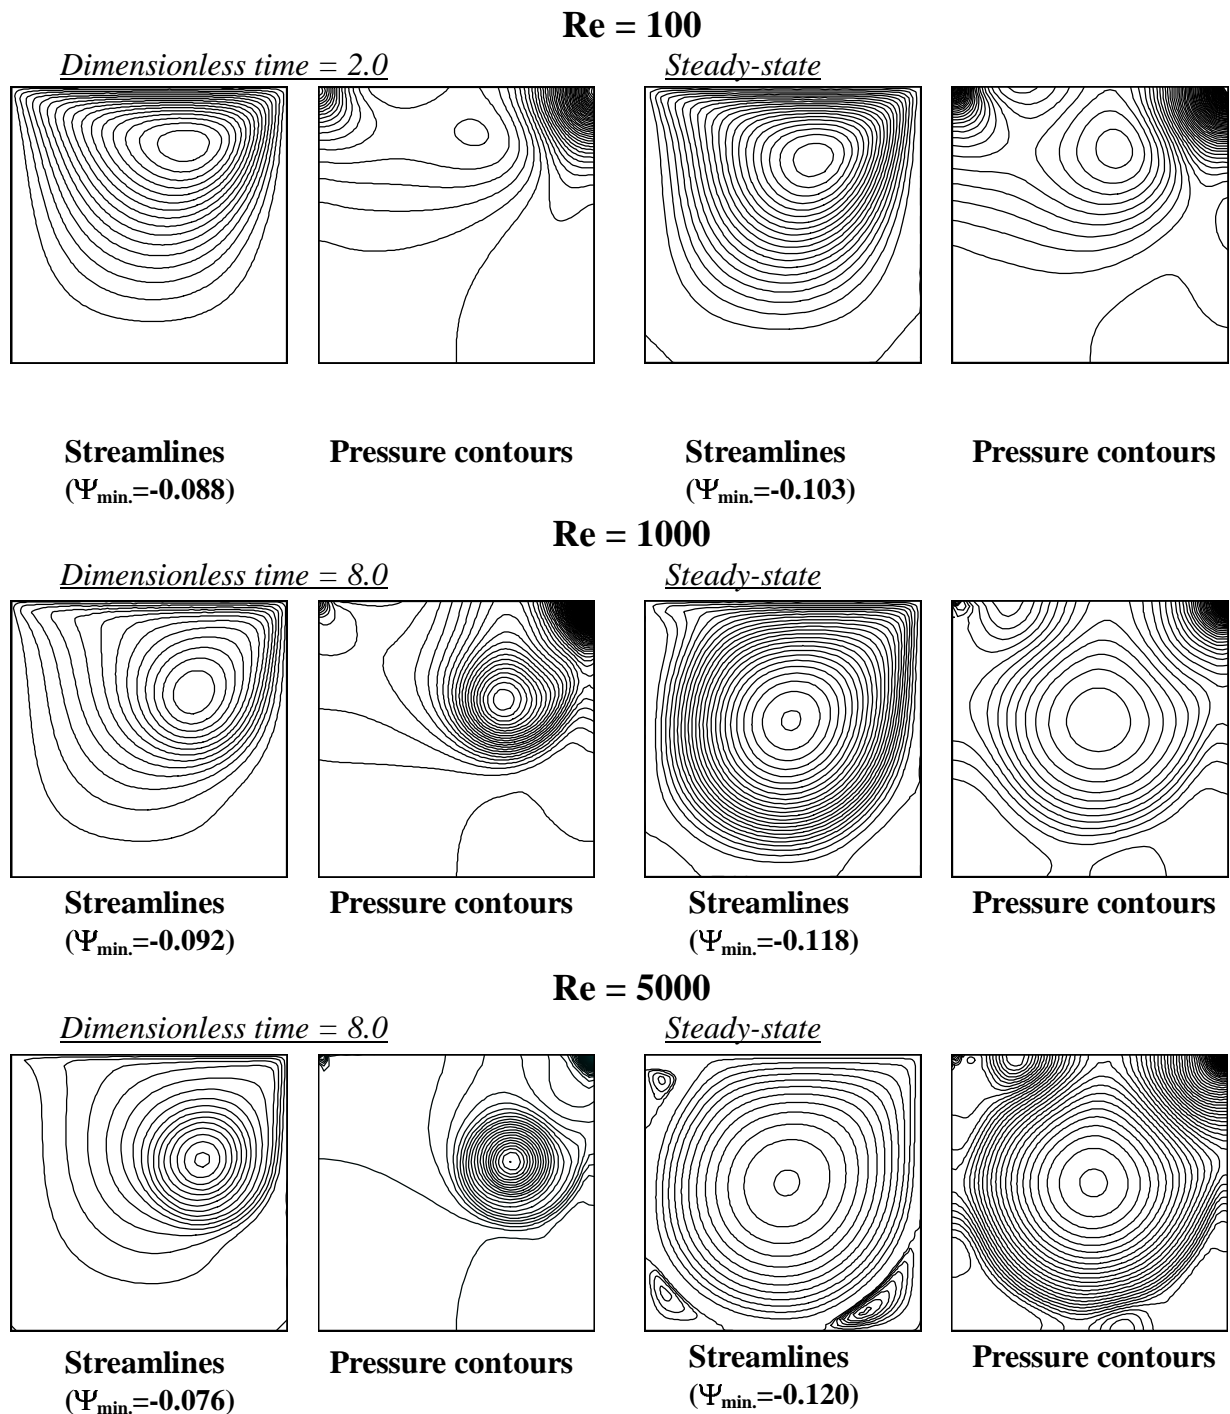 Re = 100
Dimensionless time = 2.0 Steady-state
Streamlines Pressure contours Streamlines Pressure contours
(Ψmin.=-0.088) (Ψmin.=-0.103)
Re = 1000
Dimensionless time = 8.0 Steady-state
Streamlines Pressure contours Streamlines Pressure contours
(Ψmin.=-0.092) (Ψmin.=-0.118)
Re = 5000
Dimensionless time = 8.0 Steady-state
Streamlines Pressure contours Streamlines Pressure contours
(Ψmin.=-0.076) (Ψmin.=-0.120)